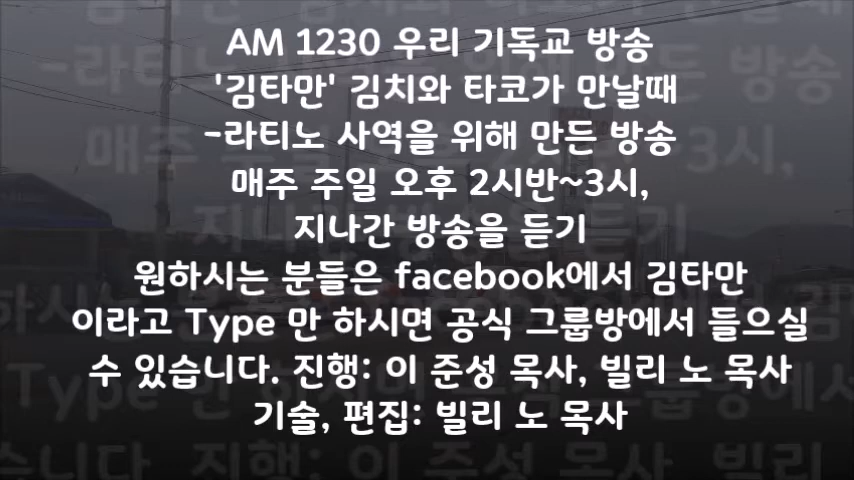 AM 1230 우리 기독교 방송
'김타만' 김치와 타코가 만날때
-라티노 사역을 위해 만든 방송
매주 주일 오후 2시반~3시,
지나간 방송을 듣기
원하시는 분들은 facebook에서 김타만
이라고 Type 만 하시면 공식 그룹방에서 들으실
수 있습니다. 진행: 이 준성 목사, 빌리 노 목사
기술, 편집: 빌리 노 목사